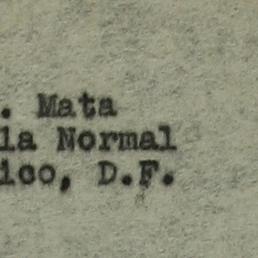 . Mata
la Normal
ico, D.F.